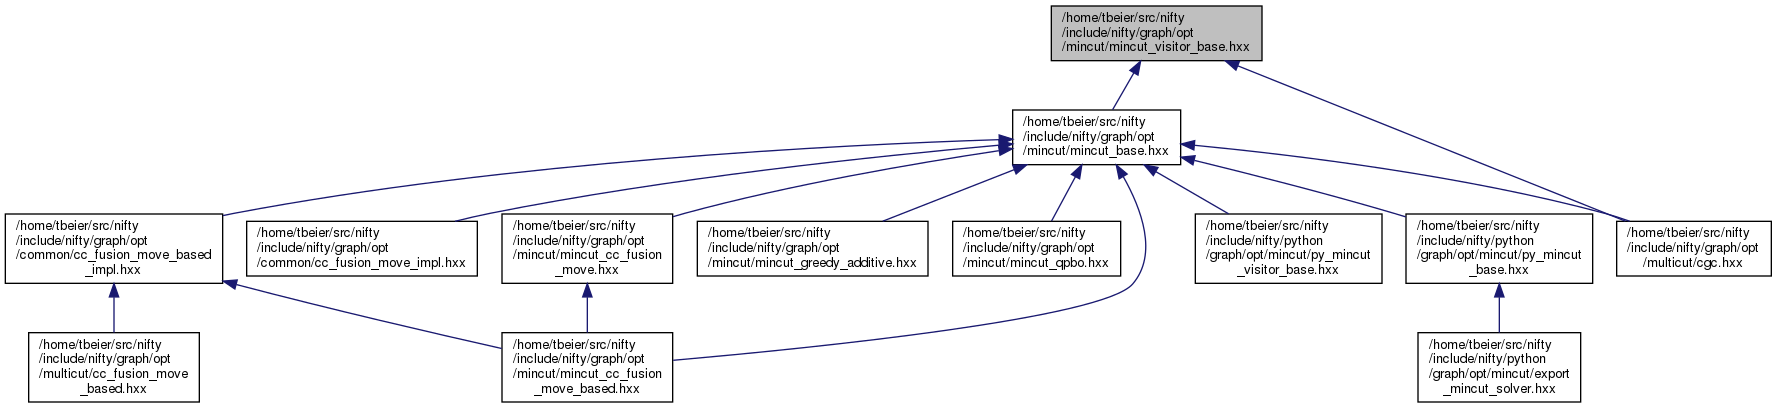 /home/tbeier/src/nifty
/include/nifty/graph/opt
/mincut/mincut_visitor_base.hxx
/home/tbeier/src/nifty
/include/nifty/graph/opt
/mincut/mincut_base.hxx
/home/tbeier/src/nifty
/include/nifty/graph/opt
/common/cc_fusion_move_based
_impl.hxx
/home/tbeier/src/nifty
/include/nifty/graph/opt
/common/cc_fusion_move_impl.hxx
/home/tbeier/src/nifty
/include/nifty/graph/opt
/mincut/mincut_cc_fusion
_move.hxx
/home/tbeier/src/nifty
/include/nifty/graph/opt
/mincut/mincut_greedy_additive.hxx
/home/tbeier/src/nifty
/include/nifty/graph/opt
/mincut/mincut_qpbo.hxx
/home/tbeier/src/nifty
/include/nifty/python
/graph/opt/mincut/py_mincut
_visitor_base.hxx
/home/tbeier/src/nifty
/include/nifty/python
/graph/opt/mincut/py_mincut
_base.hxx
/home/tbeier/src/nifty
/include/nifty/graph/opt
/multicut/cgc.hxx
/home/tbeier/src/nifty
/include/nifty/graph/opt
/multicut/cc_fusion_move
_based.hxx
/home/tbeier/src/nifty
/include/nifty/graph/opt
/mincut/mincut_cc_fusion
_move_based.hxx
/home/tbeier/src/nifty
/include/nifty/python
/graph/opt/mincut/export
_mincut_solver.hxx